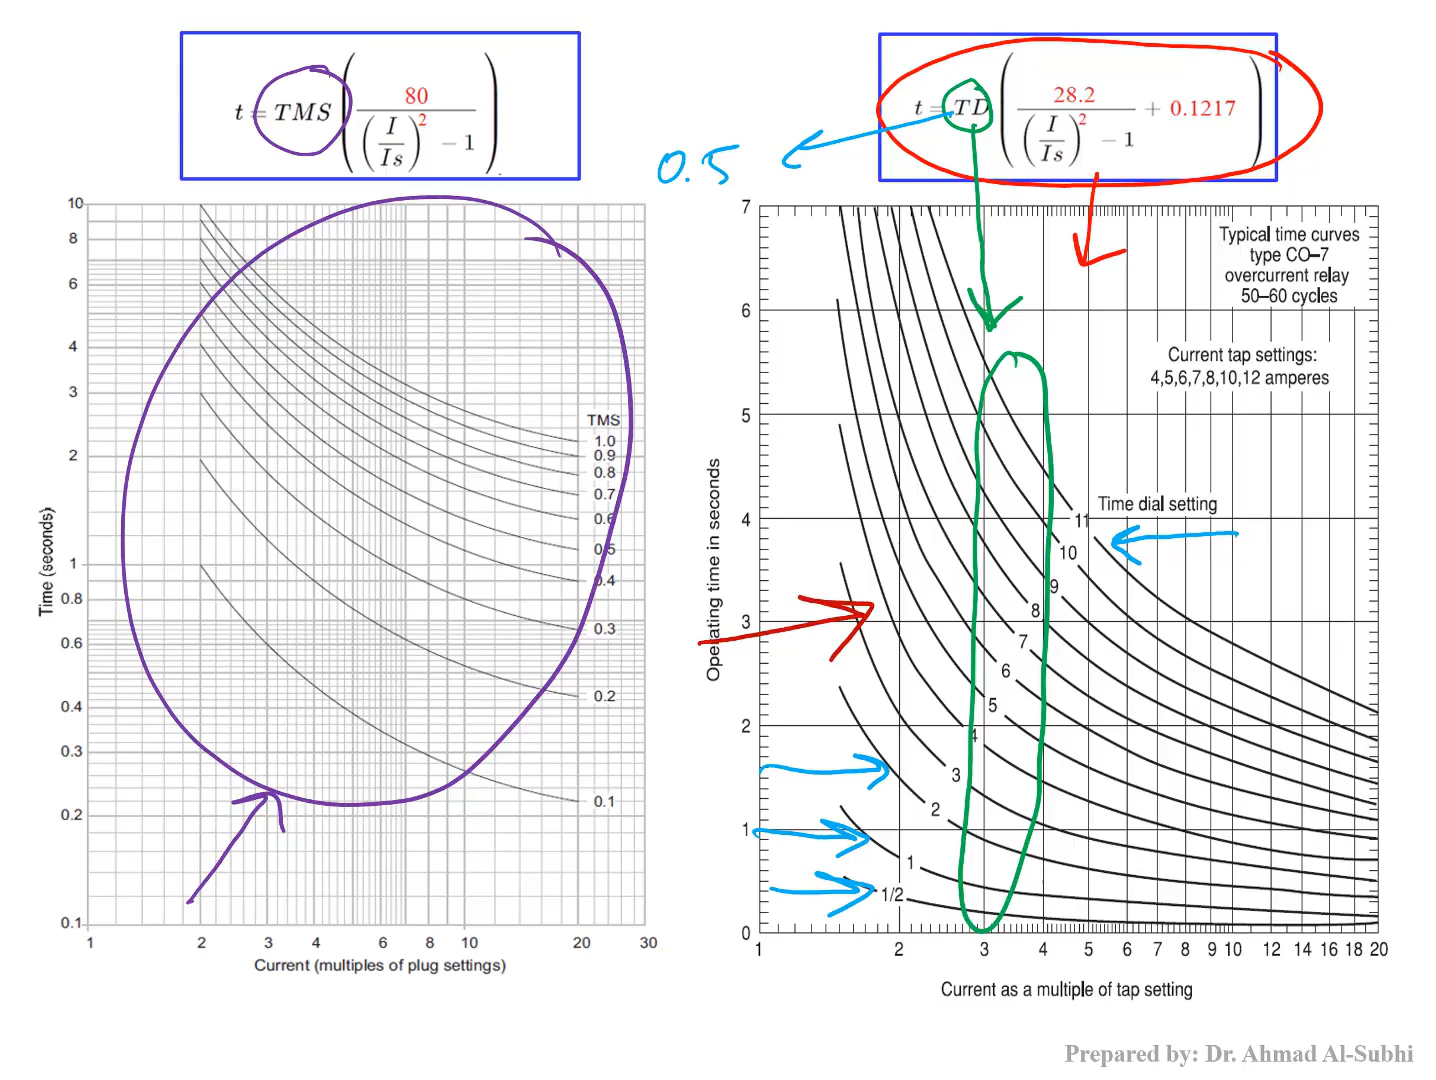 t = TMS ( 80 / ( (I/Is)^2 − 1 ) ) .
t = TD ( 28.2 / ( (I/Is)^2 − 1 ) + 0.1217 )
0.5
10
8
6
4
3
2
1
0.8
0.6
0.4
0.3
0.2
0.1
Time (seconds)
TMS
1.0
0.9
0.8
0.7
0.6
0.5
0.4
0.3
0.2
0.1
1 2 3 4 6 8 10 20 30
Current (multiples of plug settings)
7
6
5
4
3
2
1
0
Operating time in seconds
Typical time curves
type CO–7
overcurrent relay
50–60 cycles
Current tap settings:
4,5,6,7,8,10,12 amperes
Time dial setting
11
10
9
8
7
6
5
4
3
2
1
1/2
1 2 3 4 5 6 7 8 9 10 12 14 16 18 20
Current as a multiple of tap setting
Prepared by: Dr. Ahmad Al-Subhi